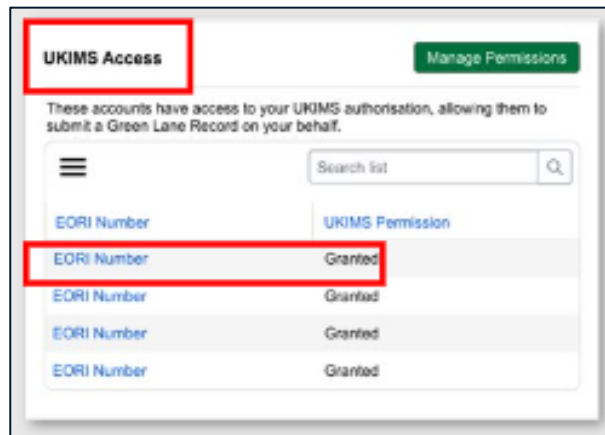 UKIMS Access
Manage Permissions
These accounts have access to your UKIMS authorisation, allowing them to
submit a Green Lane Record on your behalf.
Search list
EORI Number UKIMS Permission
EORI Number Granted
EORI Number Granted
EORI Number Granted
EORI Number Granted